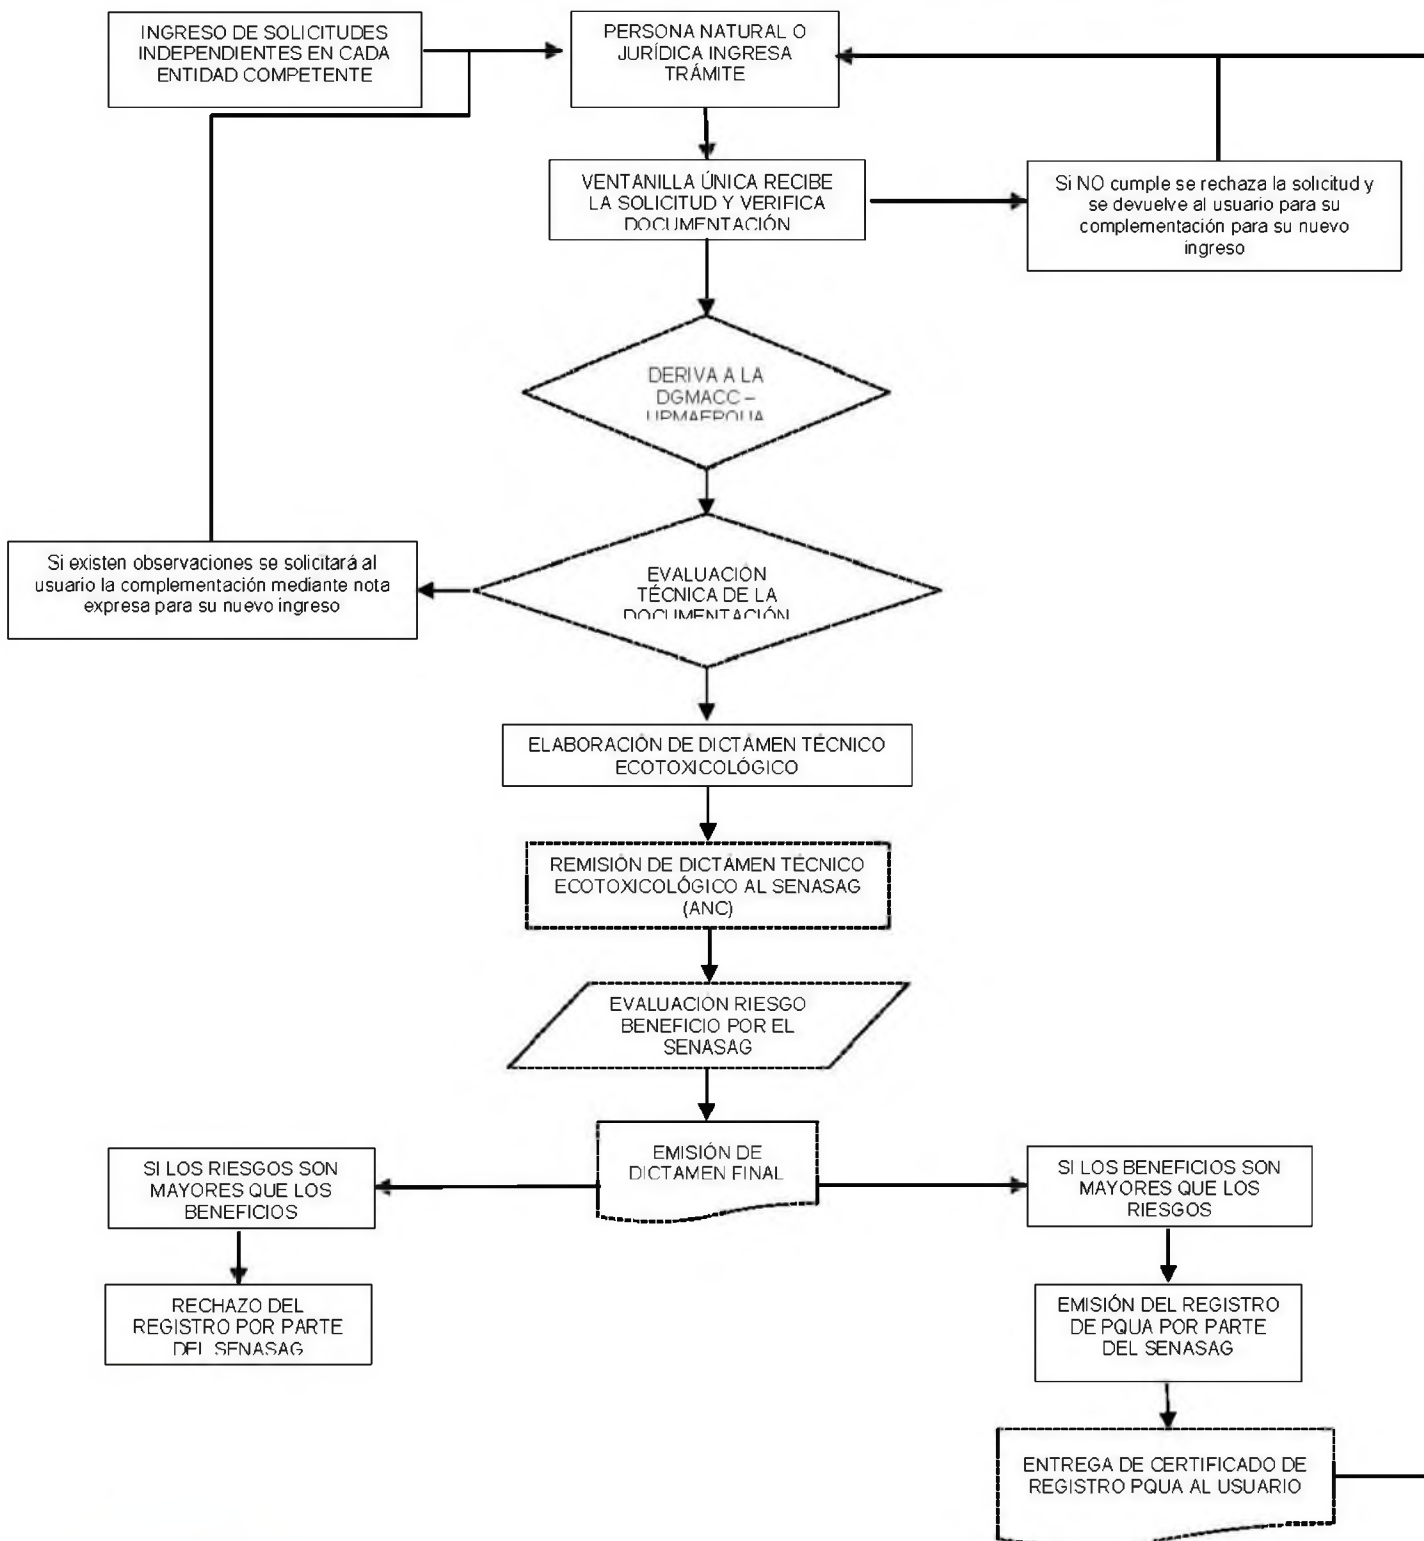 INGRESO DE SOLICITUDES
INDEPENDIENTES EN CADA
ENTIDAD COMPETENTE
PERSONA NATURAL O
JURÍDICA INGRESA
TRÁMITE
VENTANILLA ÚNICA RECIBE
LA SOLICITUD Y VERIFICA
DOCUMENTACIÓN
Si NO cumple se rechaza la solicitud y
se devuelve al usuario para su
complementación para su nuevo
ingreso
DERIVA A LA
DGMACC –
UPMAERQUA
Si existen observaciones se solicitará al
usuario la complementación mediante nota
expresa para su nuevo ingreso
EVALUACIÓN
TÉCNICA DE LA
DOCUMENTACIÓN
ELABORACIÓN DE DICTÁMEN TÉCNICO
ECOTOXICOLÓGICO
REMISIÓN DE DICTÁMEN TÉCNICO
ECOTOXICOLÓGICO AL SENASAG
(ANC)
EVALUACIÓN RIESGO
BENEFICIO POR EL
SENASAG
EMISIÓN DE
DICTAMEN FINAL
SI LOS RIESGOS SON
MAYORES QUE LOS
BENEFICIOS
SI LOS BENEFICIOS SON
MAYORES QUE LOS
RIESGOS
RECHAZO DEL
REGISTRO POR PARTE
DEL SENASAG
EMISIÓN DEL REGISTRO
DE PQUA POR PARTE
DEL SENASAG
ENTREGA DE CERTIFICADO DE
REGISTRO PQUA AL USUARIO